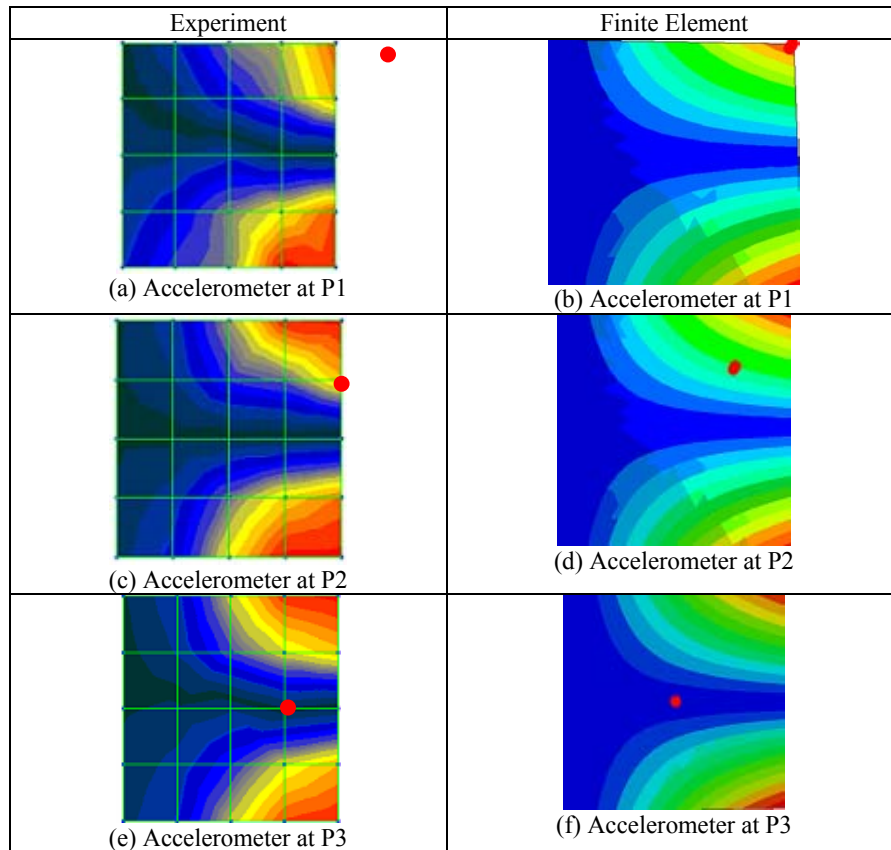 Experiment
Finite Element
(a) Accelerometer at P1
(b) Accelerometer at P1
(c) Accelerometer at P2
(d) Accelerometer at P2
(e) Accelerometer at P3
(f) Accelerometer at P3